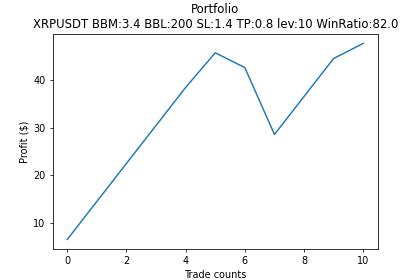 Portfolio
XRPUSDT BBM:3.4 BBL:200 SL:1.4 TP:0.8 lev:10 WinRatio:82.0
Profit ($)
40
30
20
10
0 2 4 6 8 10
Trade counts